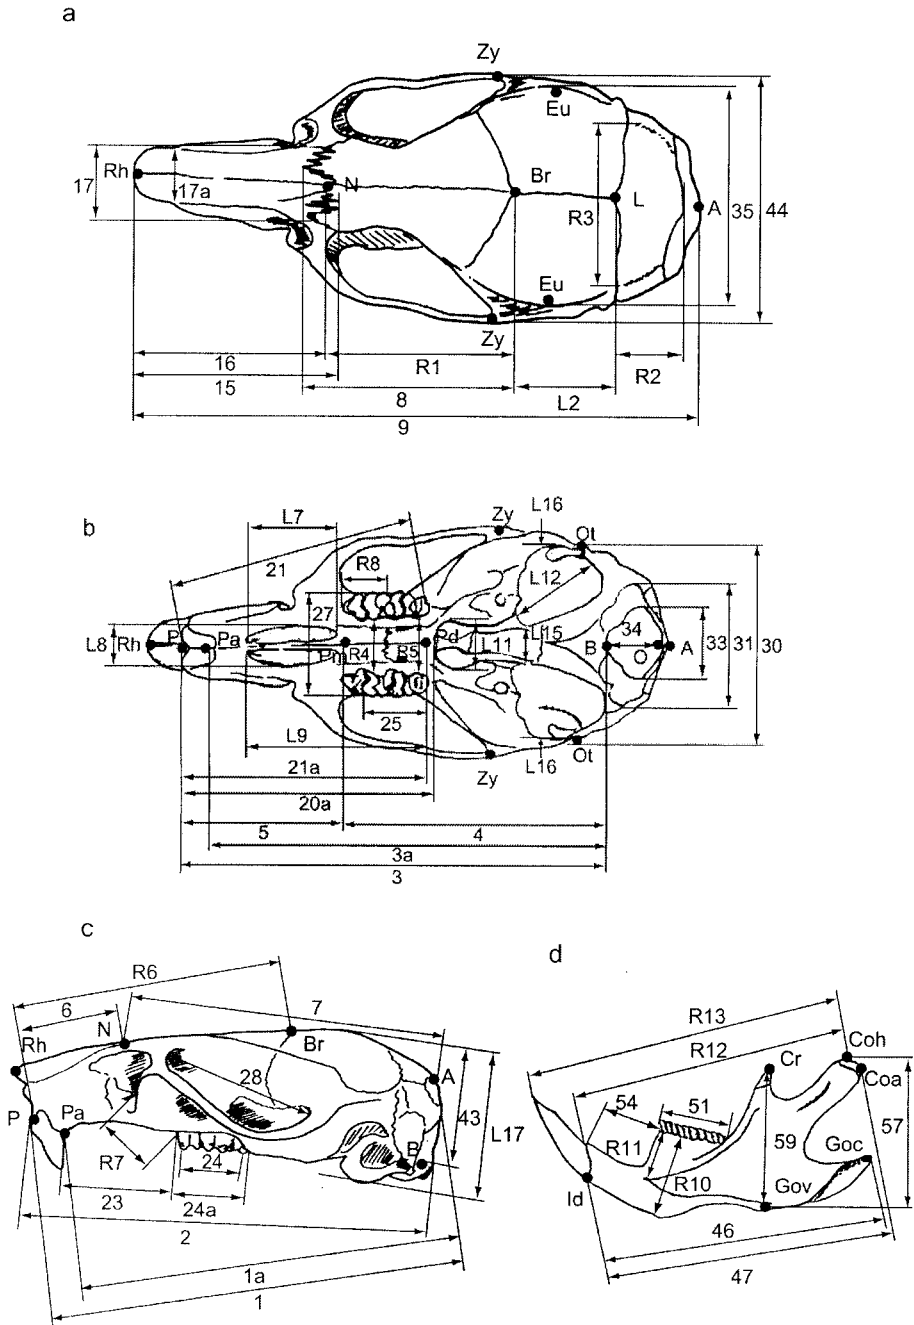 a
Zy
Eu
Rh
17
17a
N
Br
L
A
R3
35
44
Eu
Zy
16
R1
R2
15
8
L2
9
b
L7
L16
Zy
Ot
21
R8
L12
27
L8
Rh
P
Pa
Pm
R4
R5
Pd
L11
L15
B
34
O
A
33
31
30
25
L9
L16
Ot
21a
Zy
20a
5
4
3a
3
c
R6
6
7
N
Rh
Br
28
A
P
Pa
43
L17
B
R7
24
23
24a
2
1a
1
d
R13
R12
Coh
Cr
Coa
54
51
R11
59
57
Goc
R10
Id
Gov
46
47